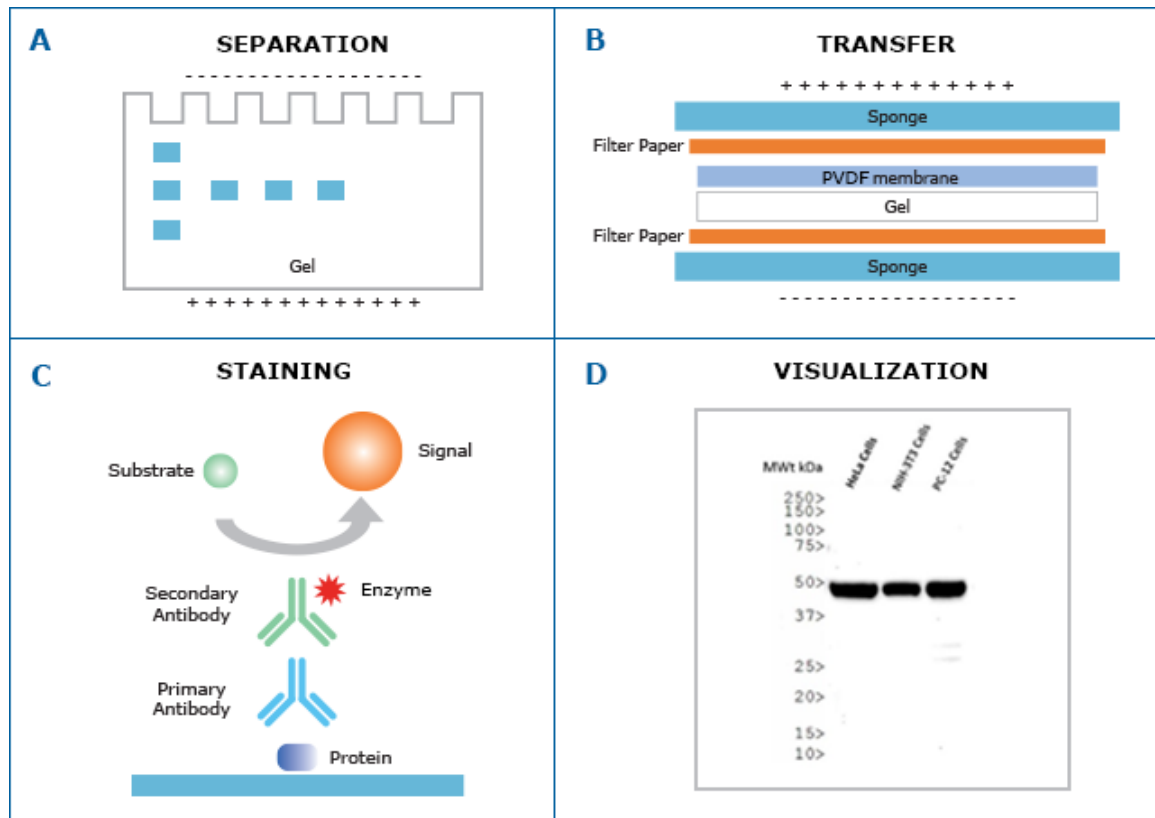 A
SEPARATION
- - - - - - - - - - - - - - - - - - - -
Gel
+ + + + + + + + + + + + +
B
TRANSFER
+ + + + + + + + + + + + +
Sponge
Filter Paper
PVDF membrane
Gel
Filter Paper
Sponge
- - - - - - - - - - - - - - - - - - -
C
STAINING
Signal
Substrate
Enzyme
Secondary
Antibody
Primary
Antibody
Protein
D
VISUALIZATION
MWt kDa
HeLa Cells
NIH-3T3 Cells
PC-12 Cells
250>
150>
100>
75>
50>
37>
25>
20>
15>
10>